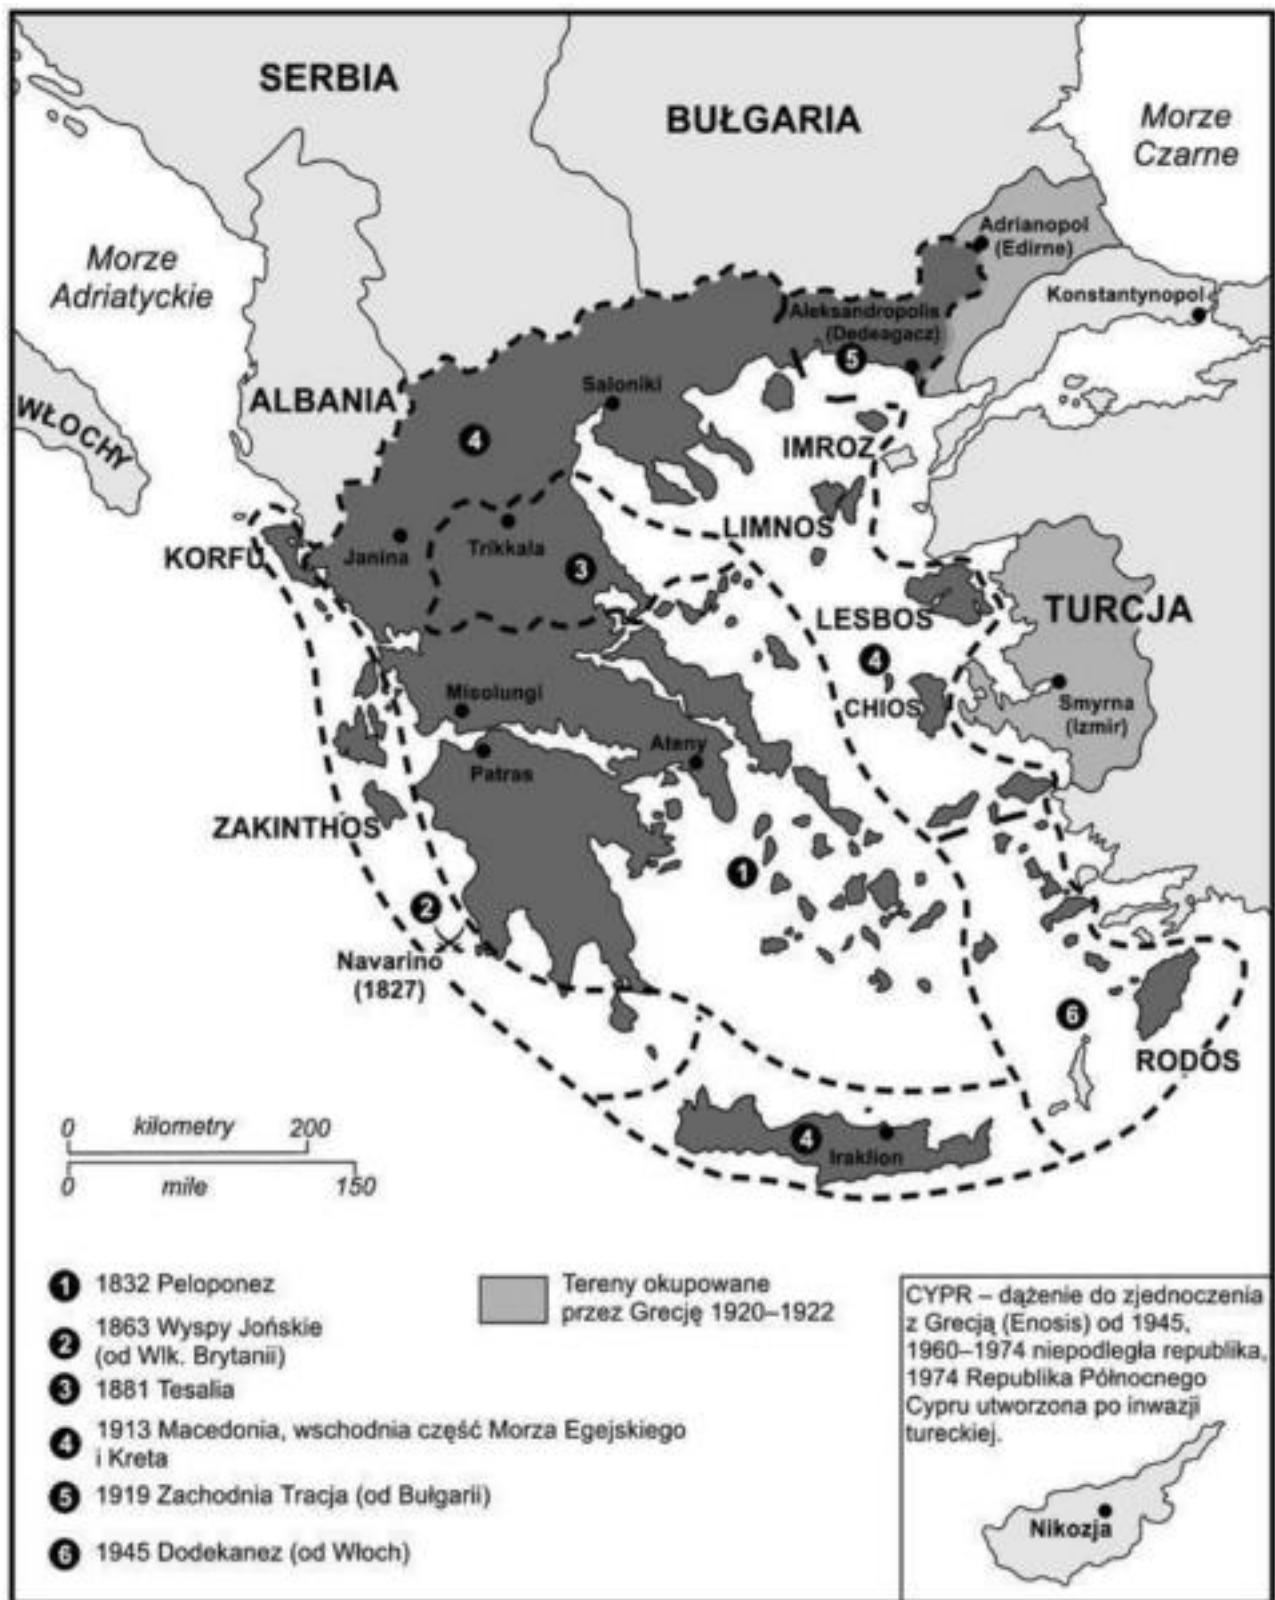 SERBIA
BUŁGARIA
Morze
Czarne
Morze
Adriatyckie
Adrianopol
(Edirne)
Konstantynopol
Aleksandropolis
(Dedeagacz)
5
ALBANIA
WŁOCHY
Saloniki
4
IMROZ
LIMNOS
KORFU
Janina
Trikkala
3
LESBOS
4
CHIOS
TURCJA
Smyrna
(Izmir)
Misolungi
Ateny
Patras
ZAKINTHOS
1
2
Navarino
(1827)
6
RODOS
4
Iraklion
0 kilometry 200
0 mile 150
1 1832 Peloponez
2 1863 Wyspy Jońskie
(od Wlk. Brytanii)
3 1881 Tesalia
4 1913 Macedonia, wschodnia część Morza Egejskiego
i Kreta
5 1919 Zachodnia Tracja (od Bułgarii)
6 1945 Dodekanez (od Włoch)
Tereny okupowane
przez Grecję 1920–1922
CYPR – dążenie do zjednoczenia
z Grecją (Enosis) od 1945,
1960–1974 niepodległa republika,
1974 Republika Północnego
Cypru utworzona po inwazji
tureckiej.
Nikozja